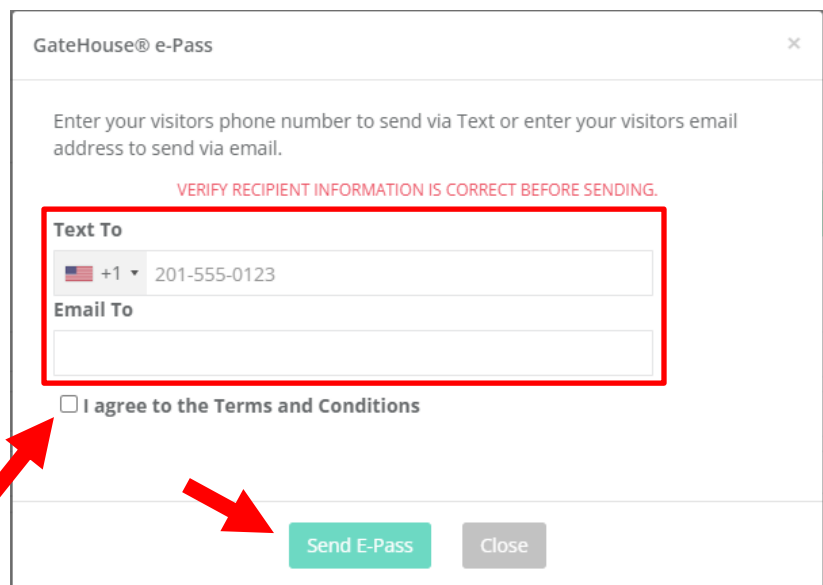 GateHouse® e-Pass ×
Enter your visitors phone number to send via Text or enter your visitors email
address to send via email.
VERIFY RECIPIENT INFORMATION IS CORRECT BEFORE SENDING.
Text To
+1 201-555-0123
Email To
I agree to the Terms and Conditions
Send E-Pass Close